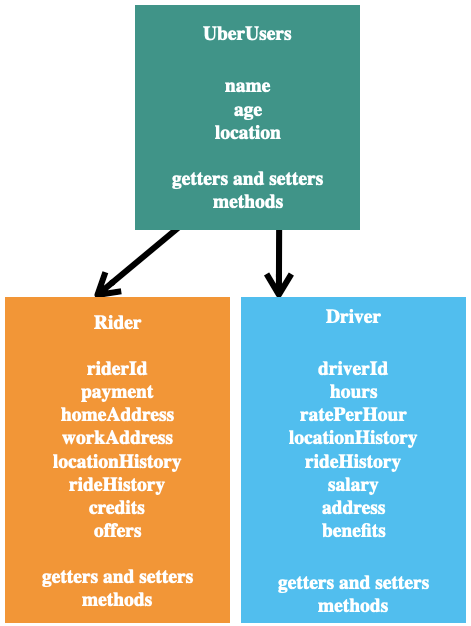 UberUsers
name
age
location
getters and setters
methods
Rider
riderId
payment
homeAddress
workAddress
locationHistory
rideHistory
credits
offers
getters and setters
methods
Driver
driverId
hours
ratePerHour
locationHistory
rideHistory
salary
address
benefits
getters and setters
methods